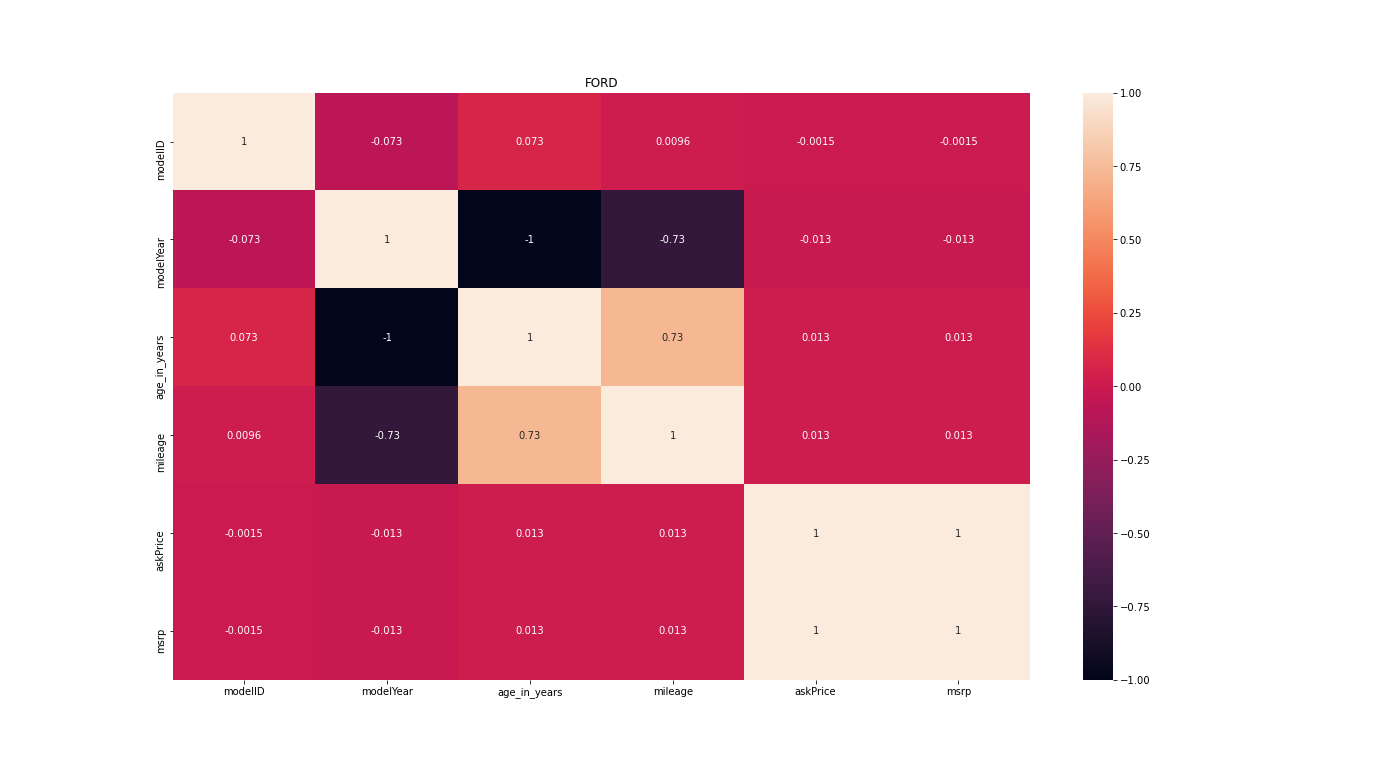 FORD
modelID 1 -0.073 0.073 0.0096 -0.0015 -0.0015
modelYear -0.073 1 -1 -0.73 -0.013 -0.013
age_in_years 0.073 -1 1 0.73 0.013 0.013
mileage 0.0096 -0.73 0.73 1 0.013 0.013
askPrice -0.0015 -0.013 0.013 0.013 1 1
msrp -0.0015 -0.013 0.013 0.013 1 1
modelID modelYear age_in_years mileage askPrice msrp
1.00
0.75
0.50
0.25
0.00
−0.25
−0.50
−0.75
−1.00